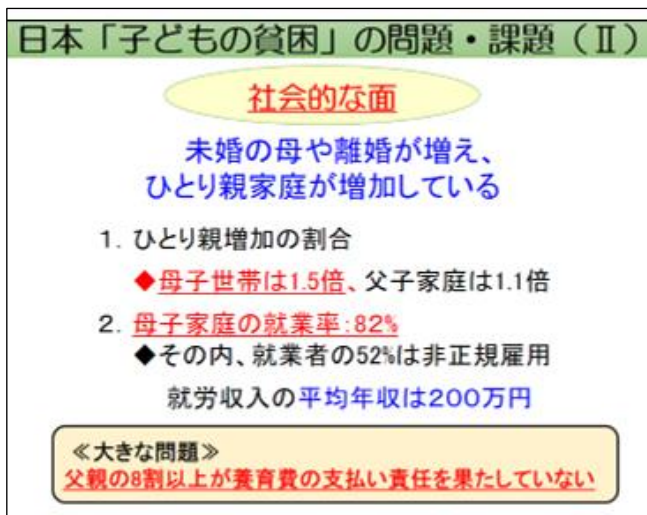 日本「子どもの貧困」の問題・課題（Ⅱ）
社会的な面
未婚の母や離婚が増え、
ひとり親家庭が増加している
1. ひとり親増加の割合
◆母子世帯は1.5倍、父子家庭は1.1倍
2. 母子家庭の就業率：82%
◆その内、就業者の52%は非正規雇用
就労収入の平均年収は200万円
≪大きな問題≫
父親の8割以上が養育費の支払い責任を果たしていない